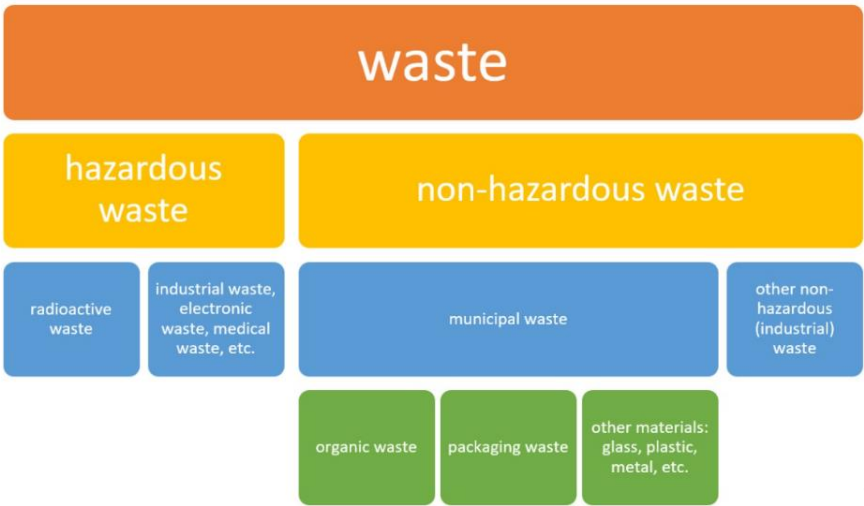 waste
hazardous
waste
non-hazardous waste
radioactive
waste
industrial waste,
electronic
waste, medical
waste, etc.
municipal waste
other non-
hazardous
(industrial)
waste
organic waste
packaging waste
other materials:
glass, plastic,
metal, etc.